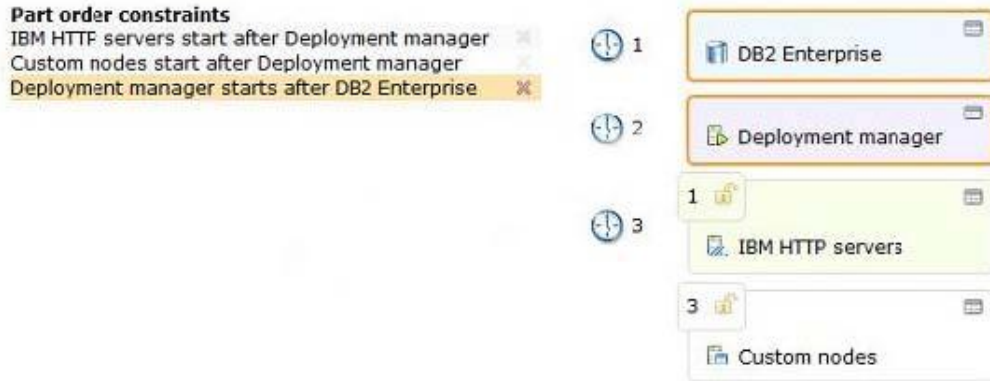 Part order constraints
IBM HTTP servers start after Deployment manager
Custom nodes start after Deployment manager
Deployment manager starts after DB2 Enterprise
1
DB2 Enterprise
2
Deployment manager
3
1
IBM HTTP servers
3
Custom nodes